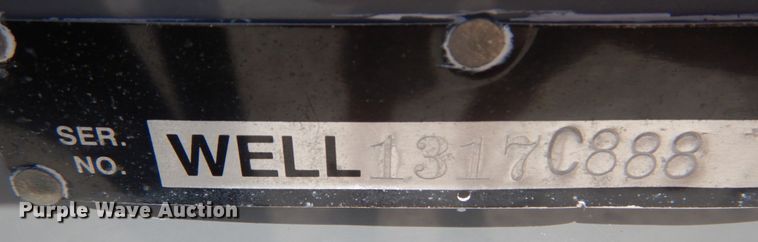 SER. NO. WELL1317C888
Purple Wave Auction